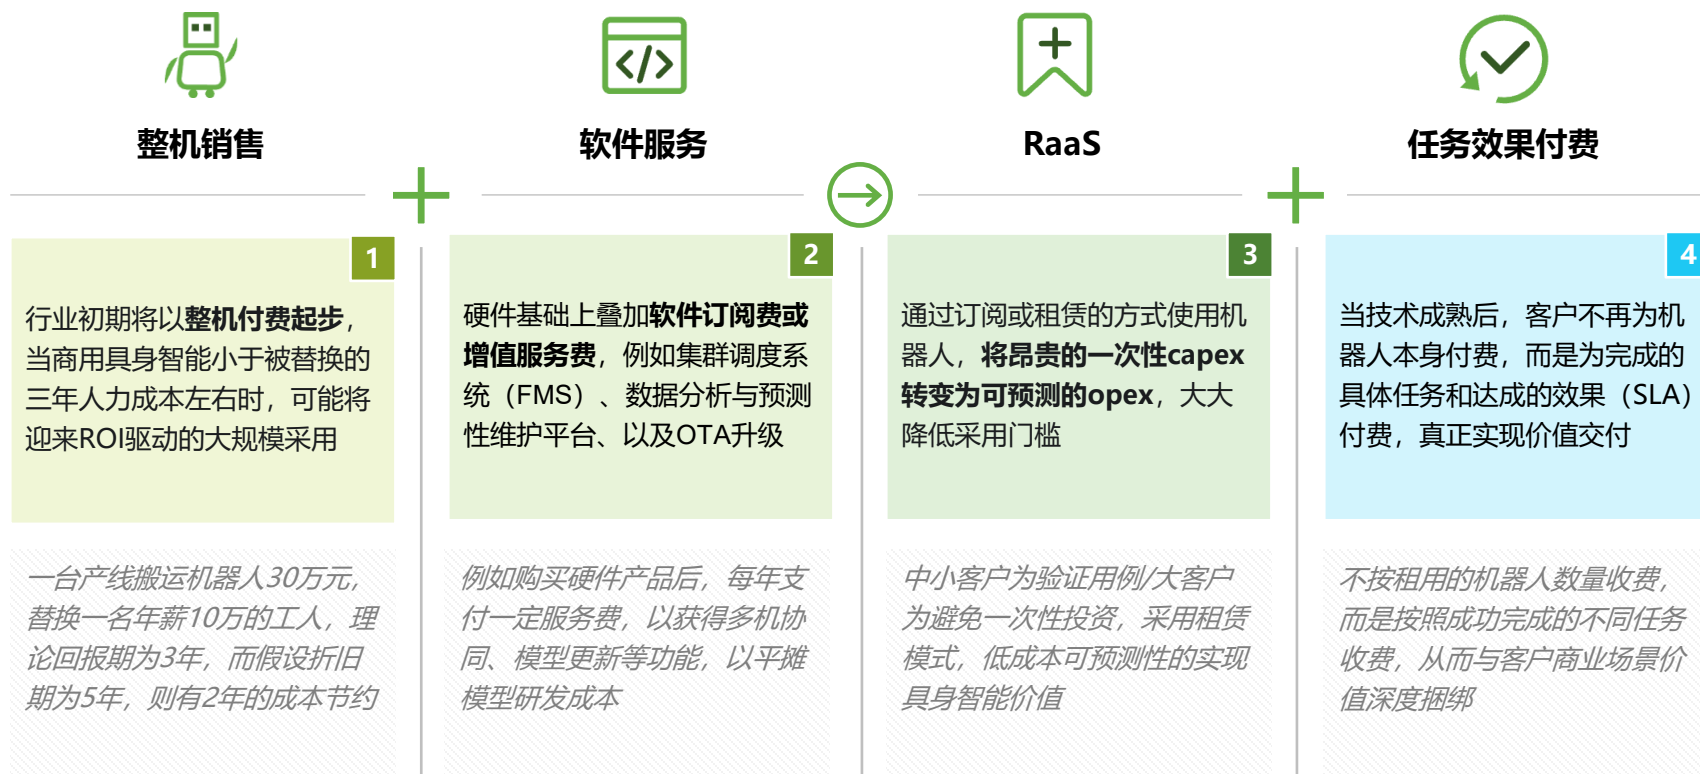 </>
整机销售
软件服务
RaaS
任务效果付费
1
行业初期将以整机付费起步，
当商用具身智能小于被替换的
三年人力成本左右时，可能将
迎来ROI驱动的大规模采用
一台产线搬运机器人30万元，
替换一名年薪10万的工人，理
论回报期为3年，而假设折旧
期为5年，则有2年的成本节约
2
硬件基础上叠加软件订阅费或
增值服务费，例如集群调度系
统（FMS）、数据分析与预测
性维护平台、以及OTA升级
例如购买硬件产品后，每年支
付一定服务费，以获得多机协
同、模型更新等功能，以平摊
模型研发成本
3
通过订阅或租赁的方式使用机
器人，将昂贵的一次性capex
转变为可预测的opex，大大
降低采用门槛
中小客户为验证用例/大客户
为避免一次性投资，采用租赁
模式，低成本可预测性的实现
具身智能价值
4
当技术成熟后，客户不再为机
器人本身付费，而是为完成的
具体任务和达成的效果（SLA）
付费，真正实现价值交付
不按租用的机器人数量收费，
而是按照成功完成的不同任务
收费，从而与客户商业场景价
值深度捆绑